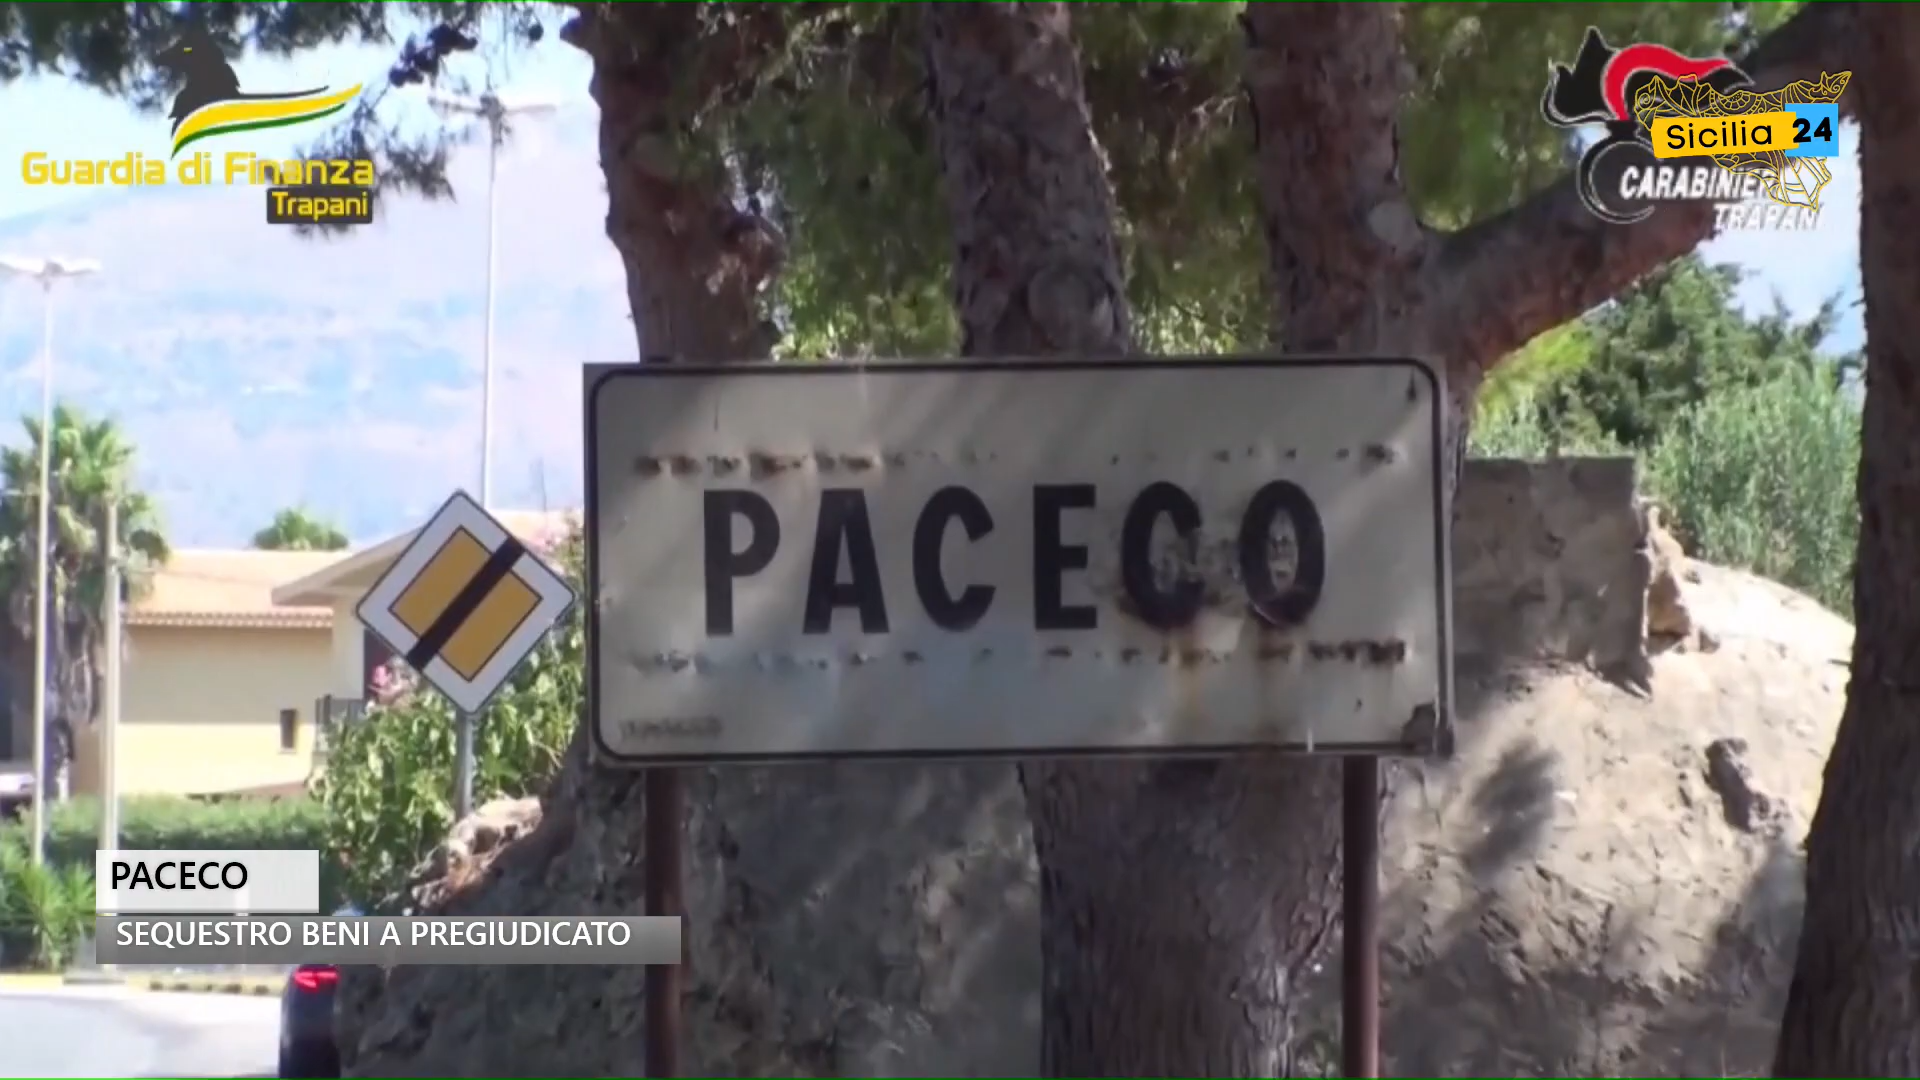 Guardia di Finanza
Trapani
Sicilia 24
CARABINIERI
TRAPANI
PACECO
PACECO
SEQUESTRO BENI A PREGIUDICATO